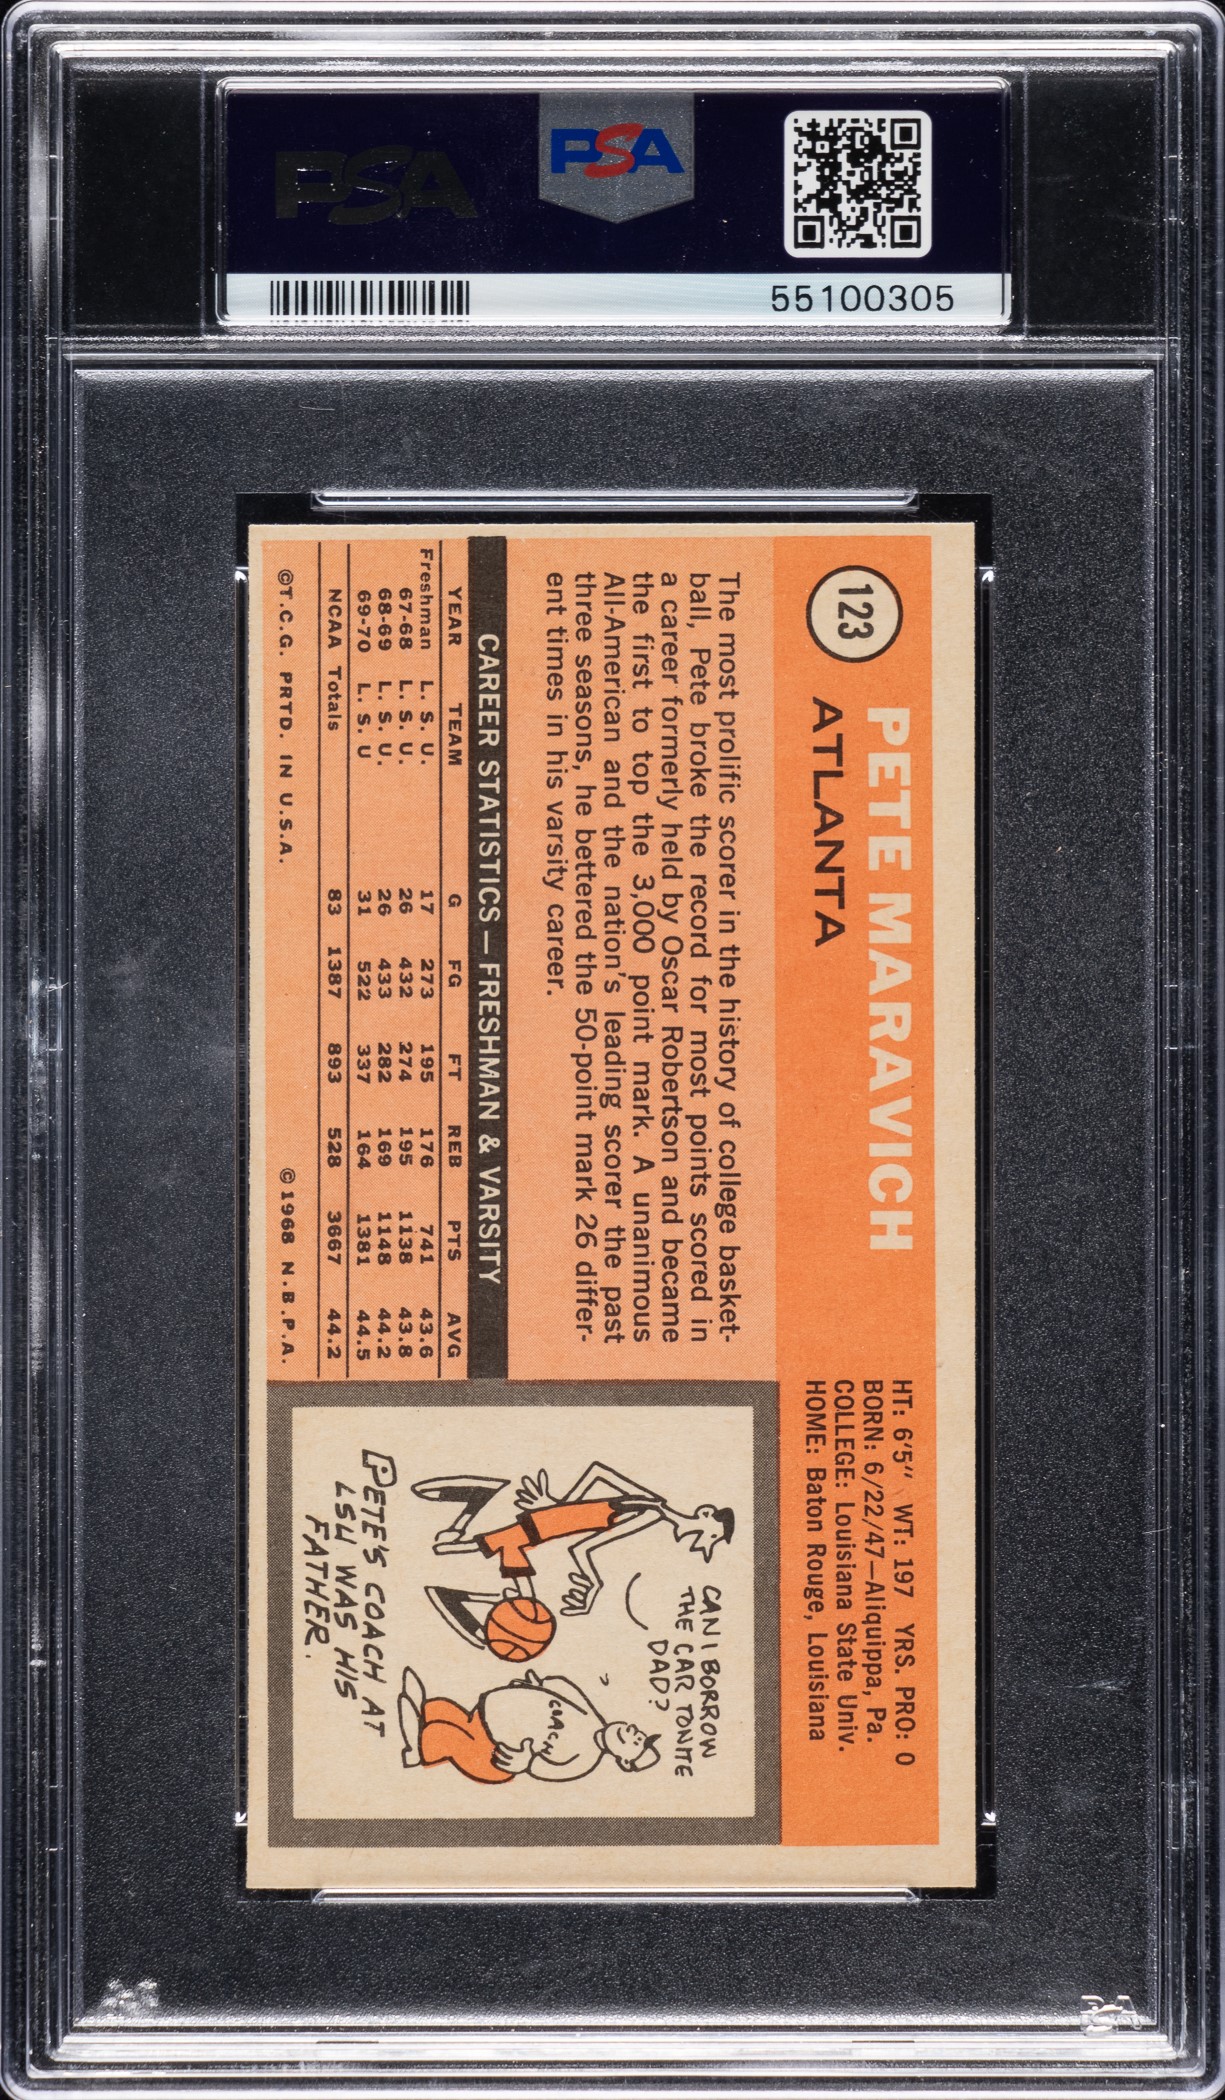 PSA
PSA
55100305
123
PETE MARAVICH
ATLANTA
HT: 6'5" WT: 197 YRS. PRO: 0
BORN: 6/22/47—Aliquippa, Pa.
COLLEGE: Louisiana State Univ.
HOME: Baton Rouge, Louisiana
The most prolific scorer in the history of college basket-
ball, Pete broke the record for most points scored in
a career formerly held by Oscar Robertson and became
the first to top the 3,000 point mark. A unanimous
All-American and the nation's leading scorer the past
three seasons, he bettered the 50-point mark 26 differ-
ent times in his varsity career.
CAREER STATISTICS—FRESHMAN & VARSITY
YEAR TEAM G FG FT REB PTS AVG
Freshman L. S. U. 17 273 195 176 741 43.6
67-68 L. S. U. 26 432 274 195 1138 43.8
68-69 L. S. U. 26 433 282 169 1148 44.2
69-70 L. S. U 31 522 337 164 1381 44.5
NCAA Totals 83 1387 893 528 3667 44.2
©T.C.G. PRTD. IN U.S.A. ©1968 N.B.P.A.
CAN I BORROW
THE CAR TONITE
DAD?
COACH
PETE'S COACH AT
LSU WAS HIS
FATHER.
PSA